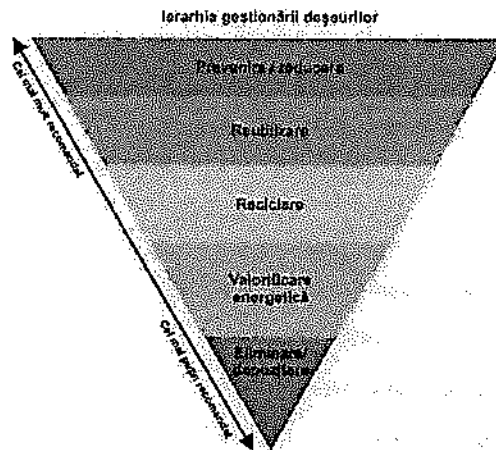 Ierarhia gestionării deșeurilor
Prevenire/reducere
Reutilizare
Reciclare
Valorificare
energetică
Eliminare/
depozitare
Cel mai mult recomandat
Cel mai puțin recomandat